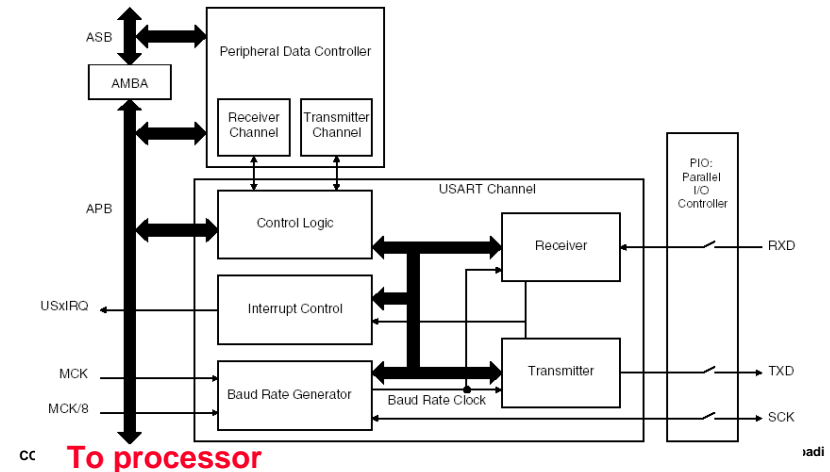 ASB
Peripheral Data Controller
AMBA
Receiver
Channel
Transmitter
Channel
PIO:
Parallel
I/O
Controller
USART Channel
APB
Control Logic
Receiver
RXD
USxIRQ
Interrupt Control
MCK
Baud Rate Generator
Transmitter
TXD
MCK/8
Baud Rate Clock
SCK
To processor